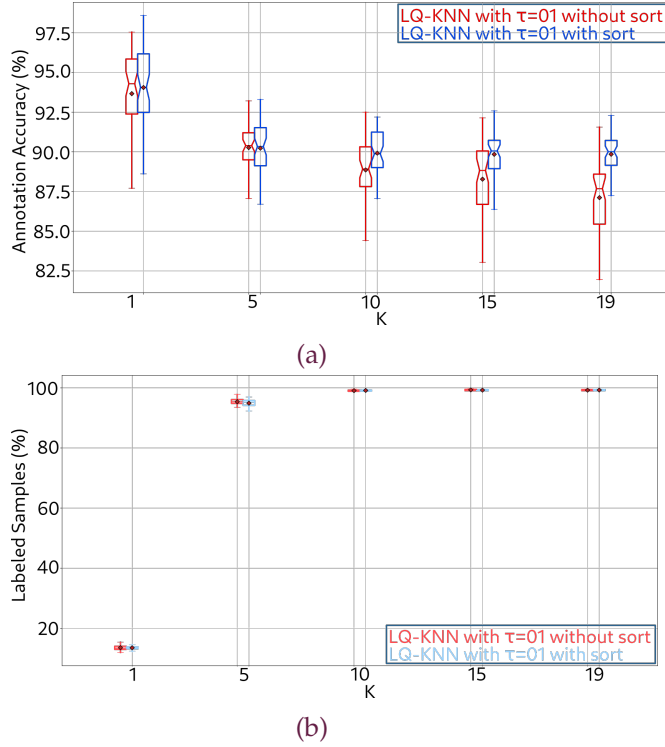 LQ-KNN with τ=01 without sort
LQ-KNN with τ=01 with sort
Annotation Accuracy (%)
97.5
95.0
92.5
90.0
87.5
85.0
82.5
1 5 10 15 19
K
(a)
Labeled Samples (%)
100
80
60
40
20
LQ-KNN with τ=01 without sort
LQ-KNN with τ=01 with sort
1 5 10 15 19
K
(b)